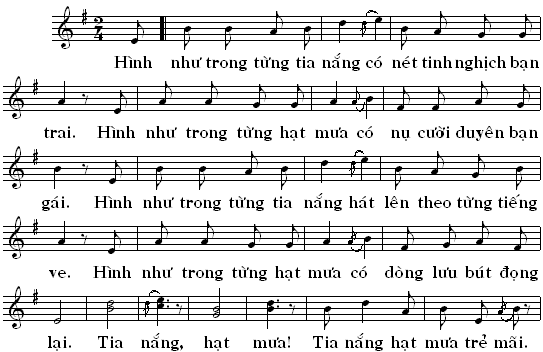 2 4
Hình như trong từng tia nắng có nét tinh nghịch bạn
trai. Hình như trong từng hạt mưa có nụ cười duyên bạn
gái. Hình như trong từng tia nắng hát lên theo từng tiếng
ve. Hình như trong từng hạt mưa có dòng lưu bút đọng
lại. Tia nắng, hạt mưa! Tia nắng hạt mưa trẻ mãi.